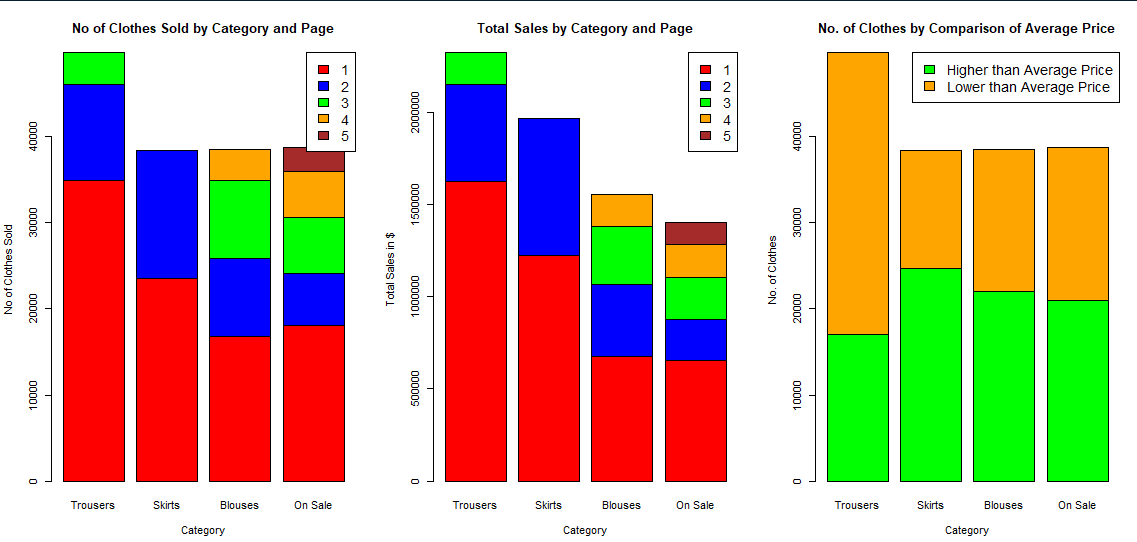 No of Clothes Sold by Category and Page
1
2
3
4
5
40000
30000
20000
10000
0
No of Clothes Sold
Trousers Skirts Blouses On Sale
Category
Total Sales by Category and Page
1
2
3
4
5
2000000
1500000
1000000
500000
0
Total Sales in $
Trousers Skirts Blouses On Sale
Category
No. of Clothes by Comparison of Average Price
Higher than Average Price
Lower than Average Price
40000
30000
20000
10000
0
No. of Clothes
Trousers Skirts Blouses On Sale
Category